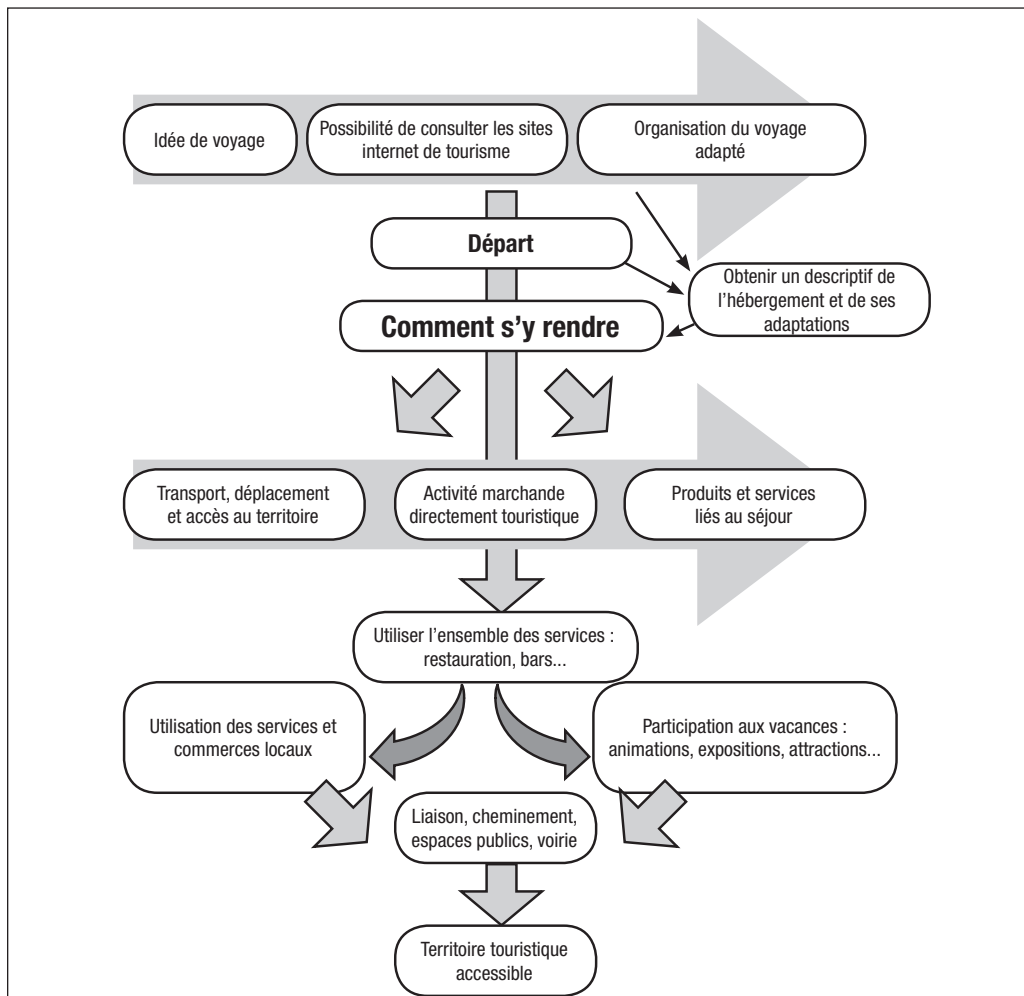 Idée de voyage
Possibilité de consulter les sites
internet de tourisme
Organisation du voyage
adapté
Départ
Obtenir un descriptif de
l’hébergement et de ses
adaptations
Comment s’y rendre
Transport, déplacement
et accès au territoire
Activité marchande
directement touristique
Produits et services
liés au séjour
Utiliser l’ensemble des services :
restauration, bars...
Utilisation des services et
commerces locaux
Participation aux vacances :
animations, expositions, attractions...
Liaison, cheminement,
espaces publics, voirie
Territoire touristique
accessible